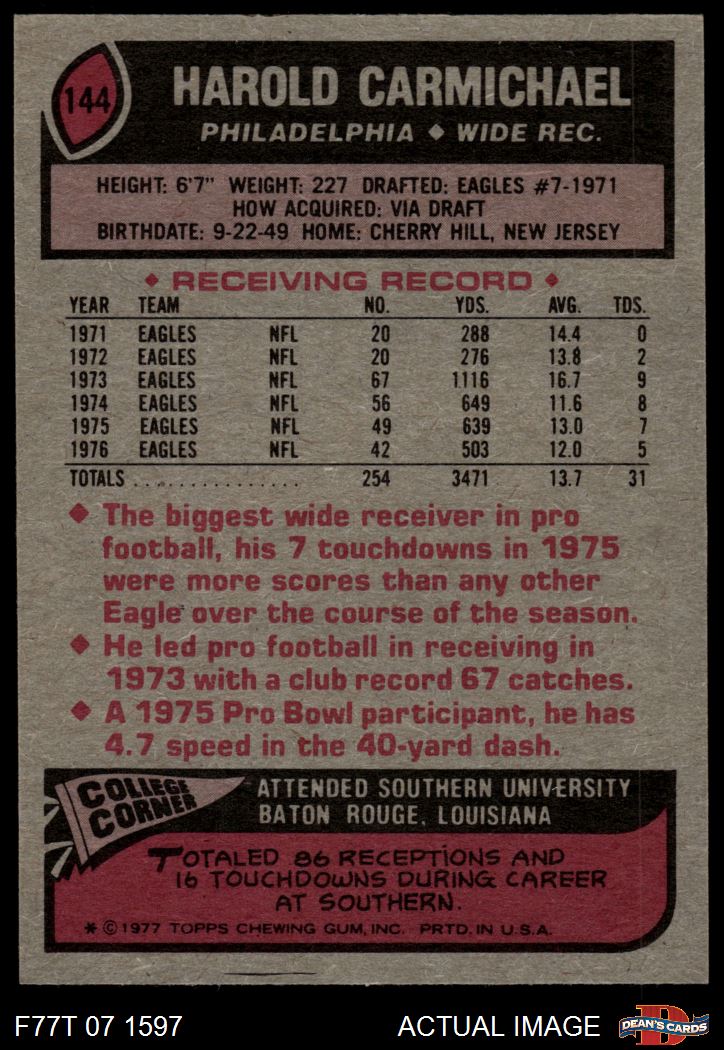 144
HAROLD CARMICHAEL
PHILADELPHIA ◆ WIDE REC.
HEIGHT: 6'7" WEIGHT: 227 DRAFTED: EAGLES #7-1971
HOW ACQUIRED: VIA DRAFT
BIRTHDATE: 9-22-49 HOME: CHERRY HILL, NEW JERSEY
◆ RECEIVING RECORD ◆
YEAR TEAM NO. YDS. AVG. TDS.
1971 EAGLES NFL 20 288 14.4 0
1972 EAGLES NFL 20 276 13.8 2
1973 EAGLES NFL 67 1116 16.7 9
1974 EAGLES NFL 56 649 11.6 8
1975 EAGLES NFL 49 639 13.0 7
1976 EAGLES NFL 42 503 12.0 5
TOTALS ............... 254 3471 13.7 31
◆ The biggest wide receiver in pro
football, his 7 touchdowns in 1975
were more scores than any other
Eagle over the course of the season.
◆ He led pro football in receiving in
1973 with a club record 67 catches.
◆ A 1975 Pro Bowl participant, he has
4.7 speed in the 40-yard dash.
COLLEGE
CORNER
ATTENDED SOUTHERN UNIVERSITY
BATON ROUGE, LOUISIANA
TOTALED 86 RECEPTIONS AND
16 TOUCHDOWNS DURING CAREER
AT SOUTHERN.
* © 1977 TOPPS CHEWING GUM, INC. PRTD. IN U.S.A.
F77T 07 1597
ACTUAL IMAGE
D
DEAN'S CARDS